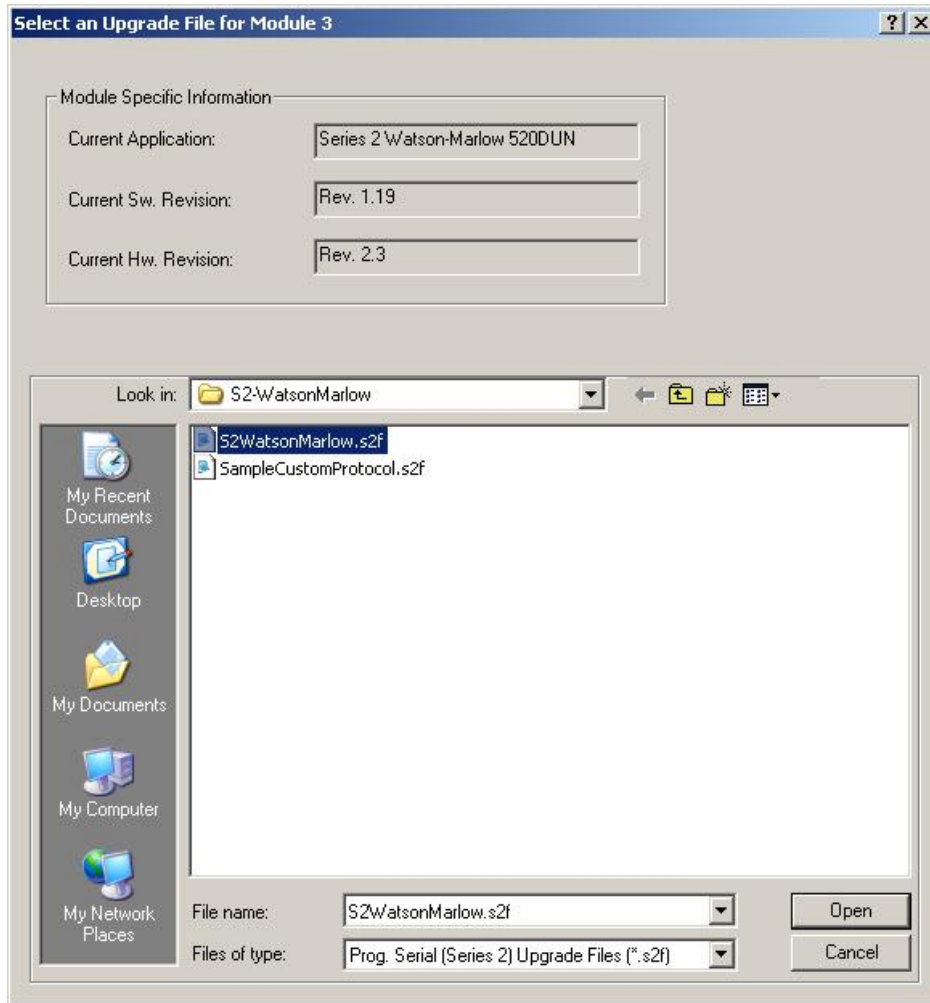 Select an Upgrade File for Module 3
Module Specific Information
Current Application: Series 2 Watson-Marlow 520DUN
Current Sw. Revision: Rev. 1.19
Current Hw. Revision: Rev. 2.3
Look in: S2-WatsonMarlow
S2WatsonMarlow.s2f
SampleCustomProtocol.s2f
My Recent
Documents
Desktop
My Documents
My Computer
My Network
Places
File name: S2WatsonMarlow.s2f Open
Files of type: Prog. Serial (Series 2) Upgrade Files (*.s2f) Cancel